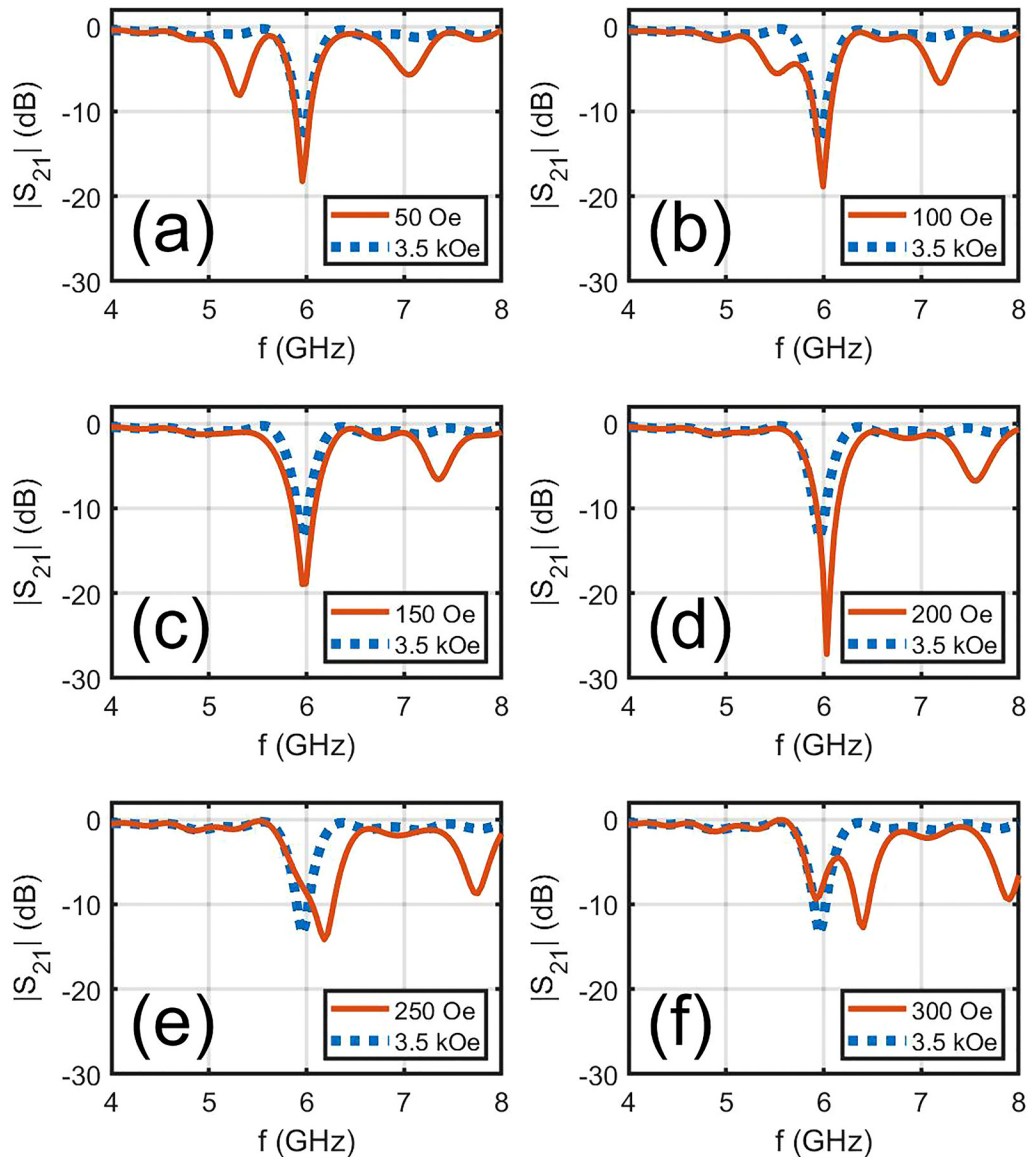 0
-10
-20
-30
|S21| (dB)
(a)
50 Oe
3.5 kOe
4 5 6 7 8
f (GHz)
0
-10
-20
-30
|S21| (dB)
(b)
100 Oe
3.5 kOe
4 5 6 7 8
f (GHz)
0
-10
-20
-30
|S21| (dB)
(c)
150 Oe
3.5 kOe
4 5 6 7 8
f (GHz)
0
-10
-20
-30
|S21| (dB)
(d)
200 Oe
3.5 kOe
4 5 6 7 8
f (GHz)
0
-10
-20
-30
|S21| (dB)
(e)
250 Oe
3.5 kOe
4 5 6 7 8
f (GHz)
0
-10
-20
-30
|S21| (dB)
(f)
300 Oe
3.5 kOe
4 5 6 7 8
f (GHz)